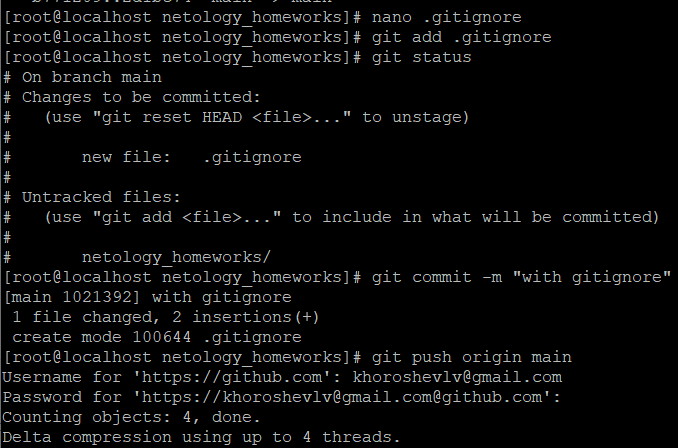 [root@localhost netology_homeworks]# nano .gitignore
[root@localhost netology_homeworks]# git add .gitignore
[root@localhost netology_homeworks]# git status
# On branch main
# Changes to be committed:
#   (use "git reset HEAD <file>..." to unstage)
#
#       new file:   .gitignore
#
# Untracked files:
#   (use "git add <file>..." to include in what will be committed)
#
#       netology_homeworks/
[root@localhost netology_homeworks]# git commit -m "with gitignore"
[main 1021392] with gitignore
 1 file changed, 2 insertions(+)
 create mode 100644 .gitignore
[root@localhost netology_homeworks]# git push origin main
Username for 'https://github.com': khoroshevlv@gmail.com
Password for 'https://khoroshevlv@gmail.com@github.com':
Counting objects: 4, done.
Delta compression using up to 4 threads.